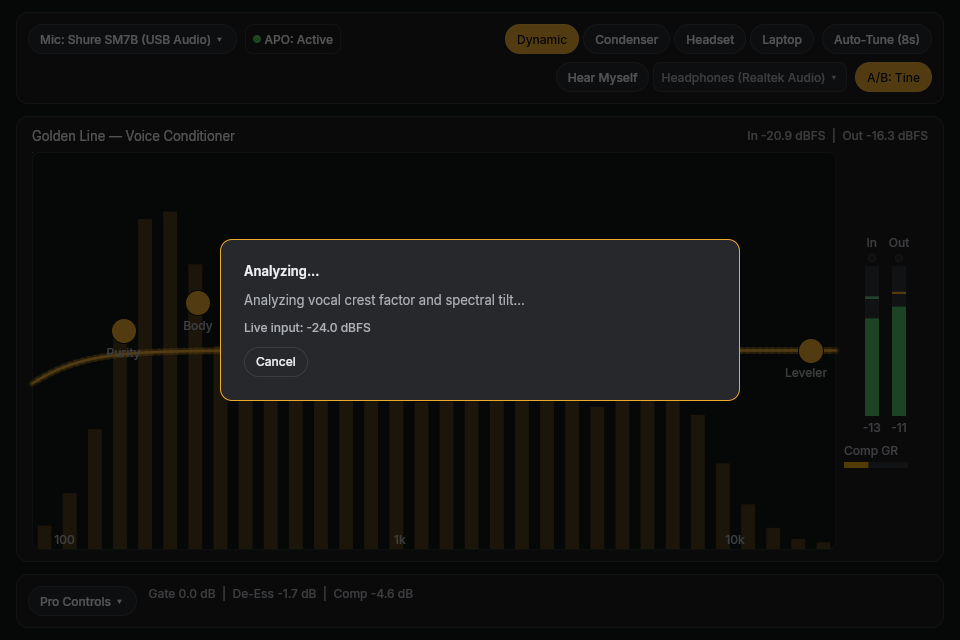 Mic: Shure SM7B (USB Audio) ▾
APO: Active
Dynamic
Condenser
Headset
Laptop
Auto-Tune (8s)
Hear Myself
Headphones (Realtek Audio) ▾
A/B: Tine
Golden Line — Voice Conditioner
In -20.9 dBFS | Out -16.3 dBFS
In Out
Analyzing...
Analyzing vocal crest factor and spectral tilt...
Live input: -24.0 dBFS
Cancel
Body
Purity
Leveler
-13 -11
Comp GR
100 1k 10k
Pro Controls ▾
Gate 0.0 dB | De-Ess -1.7 dB | Comp -4.6 dB